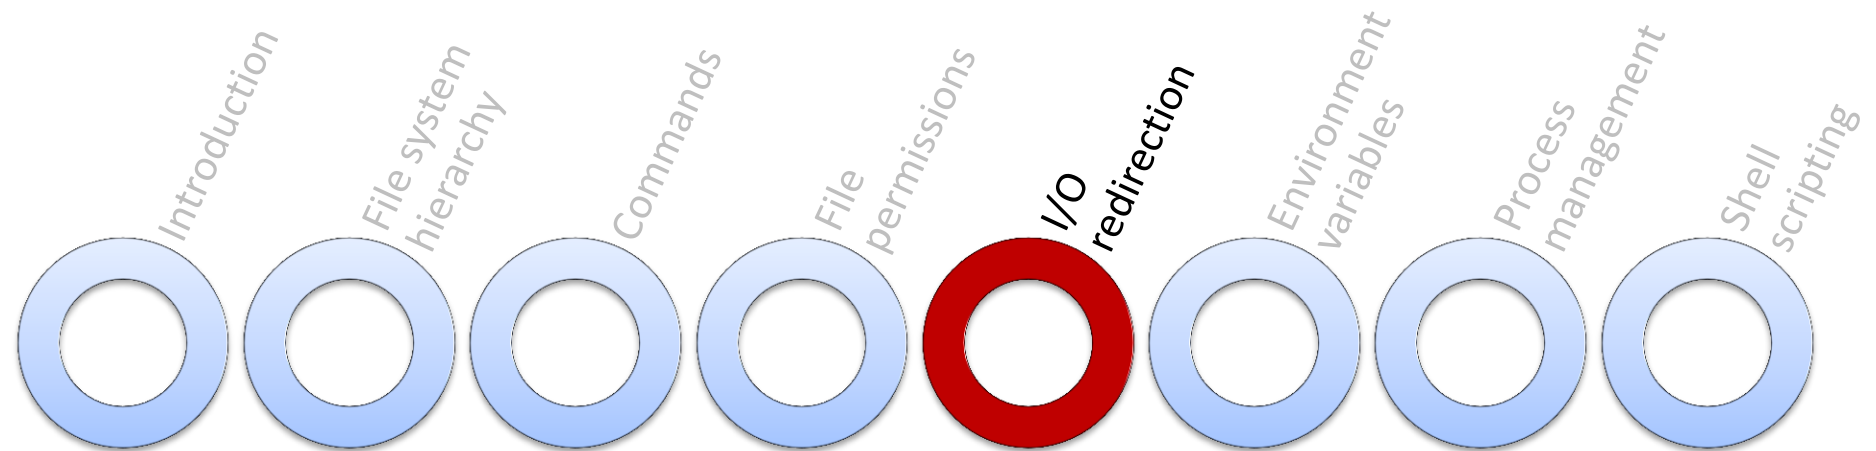 Introduction
File system
hierarchy
Commands
File
permissions
I/O
redirection
Environment
variables
Process
management
Shell
scripting